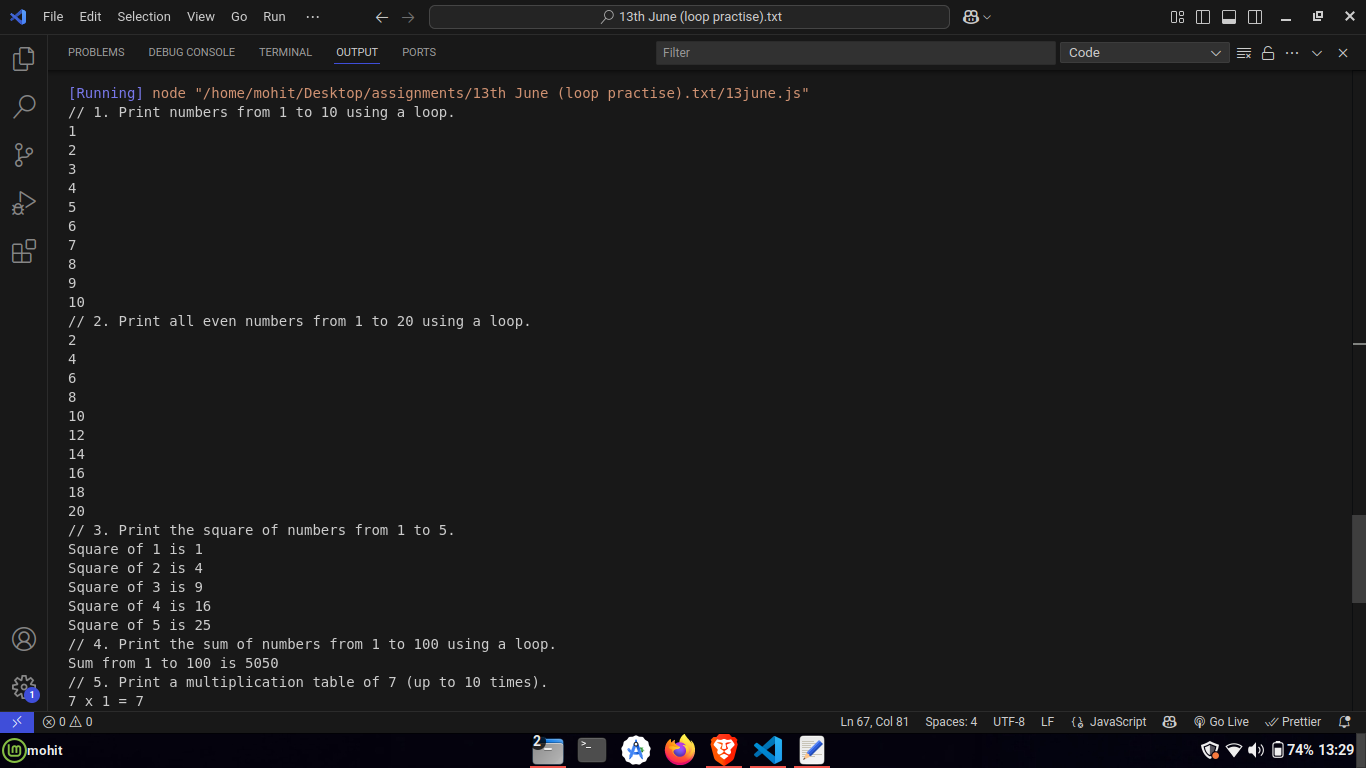 File Edit Selection View Go Run ···
13th June (loop practise).txt
PROBLEMS DEBUG CONSOLE TERMINAL OUTPUT PORTS
Filter
Code
[Running] node "/home/mohit/Desktop/assignments/13th June (loop practise).txt/13june.js"
// 1. Print numbers from 1 to 10 using a loop.
1
2
3
4
5
6
7
8
9
10
// 2. Print all even numbers from 1 to 20 using a loop.
2
4
6
8
10
12
14
16
18
20
// 3. Print the square of numbers from 1 to 5.
Square of 1 is 1
Square of 2 is 4
Square of 3 is 9
Square of 4 is 16
Square of 5 is 25
// 4. Print the sum of numbers from 1 to 100 using a loop.
Sum from 1 to 100 is 5050
// 5. Print a multiplication table of 7 (up to 10 times).
7 x 1 = 7
1
0 0
Ln 67, Col 81 Spaces: 4 UTF-8 LF JavaScript Go Live Prettier
mohit
2
74% 13:29